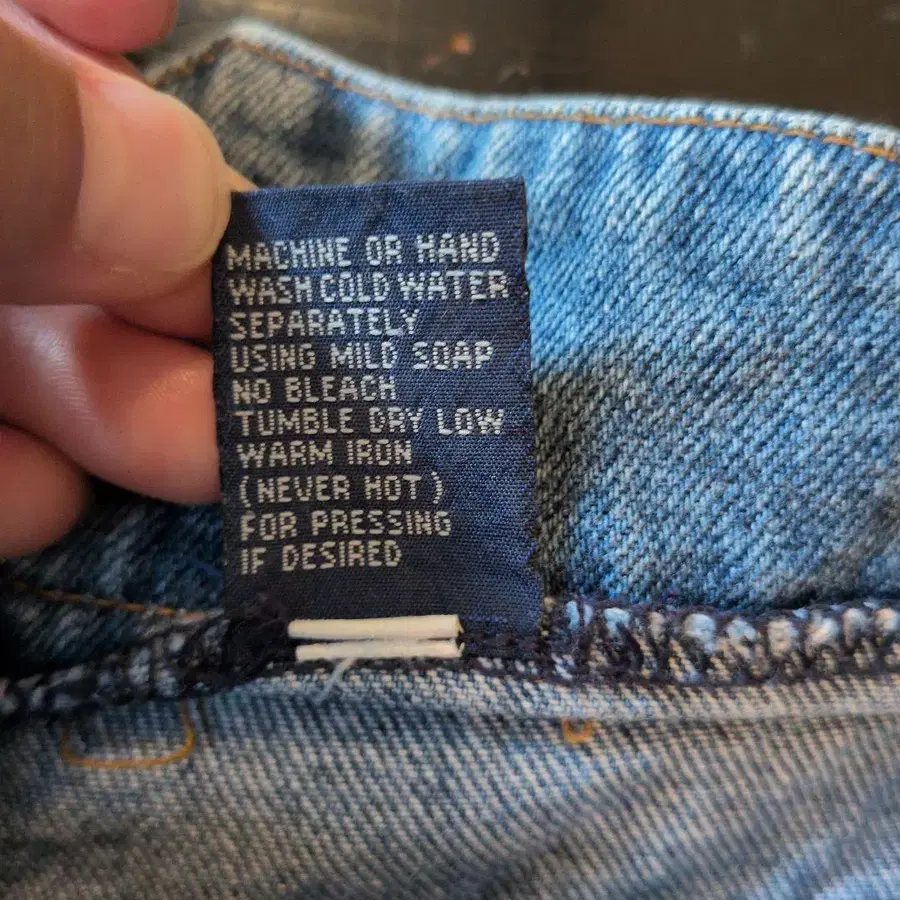 MACHINE OR HAND
WASH COLD WATER
SEPARATELY
USING MILD SOAP
NO BLEACH
TUMBLE DRY LOW
WARM IRON
(NEVER HOT)
FOR PRESSING
IF DESIRED